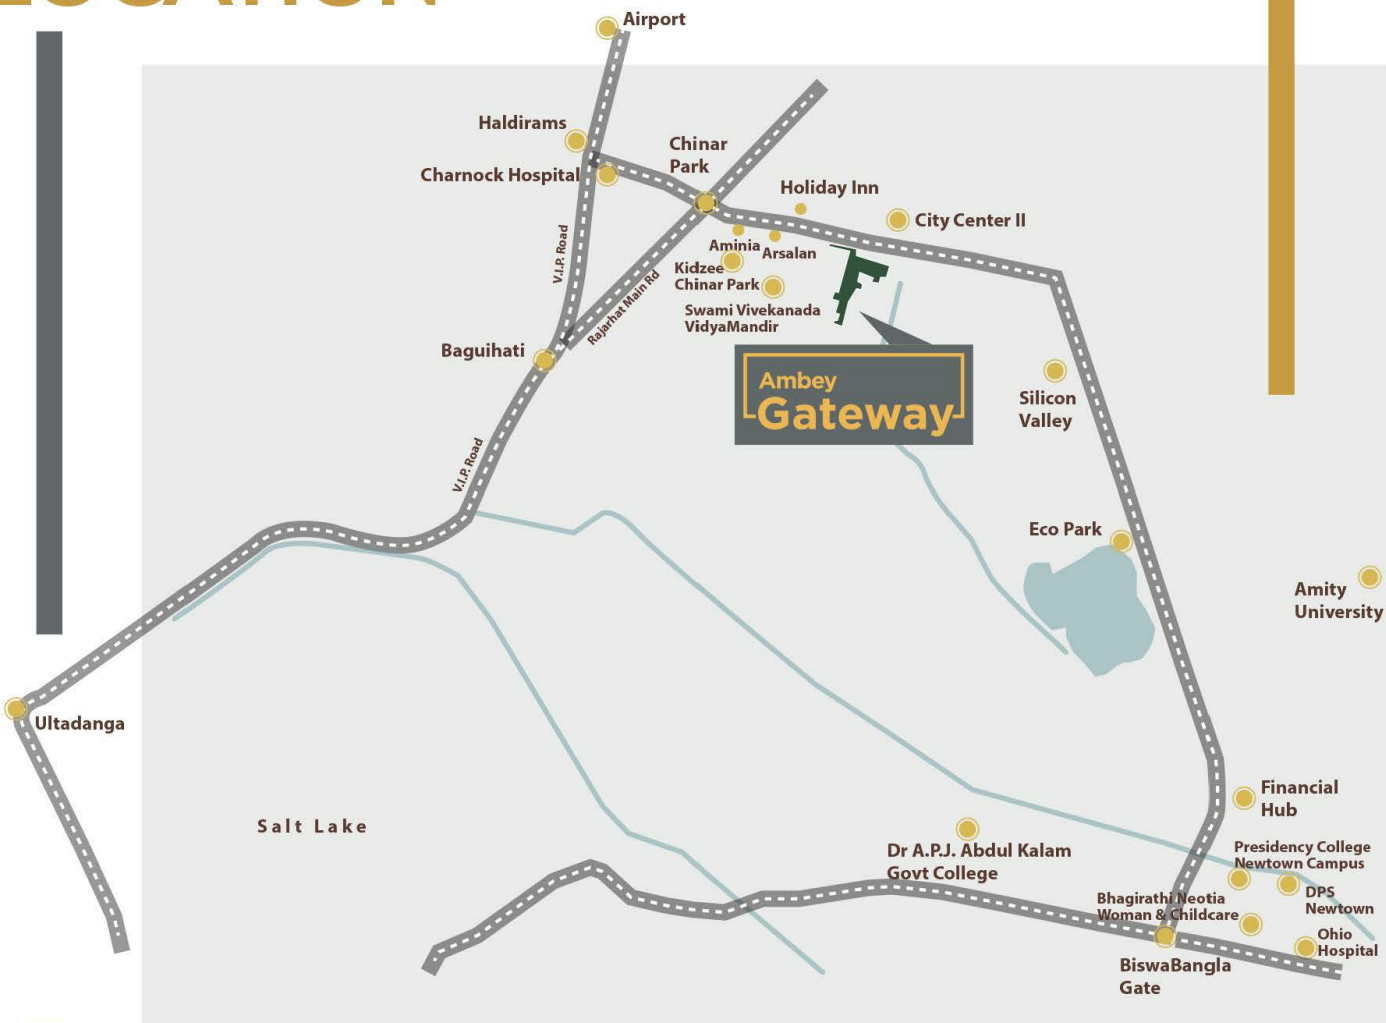 LOCATION
Airport
Haldirams
Chinar
Park
Charnock Hospital
Holiday Inn
City Center II
Aminia
Arsalan
V.I.P. Road
Kidzee
Chinar Park
Rajarhat Main Rd
Swami Vivekanada
VidyaMandir
Baguihati
Ambey
Gateway
Silicon
Valley
V.I.P. Road
Eco Park
Amity
University
Ultadanga
Financial
Hub
Salt Lake
Dr A.P.J. Abdul Kalam
Govt College
Presidency College
Newtown Campus
DPS
Newtown
Bhagirathi Neotia
Woman & Childcare
Ohio
Hospital
BiswaBangla
Gate